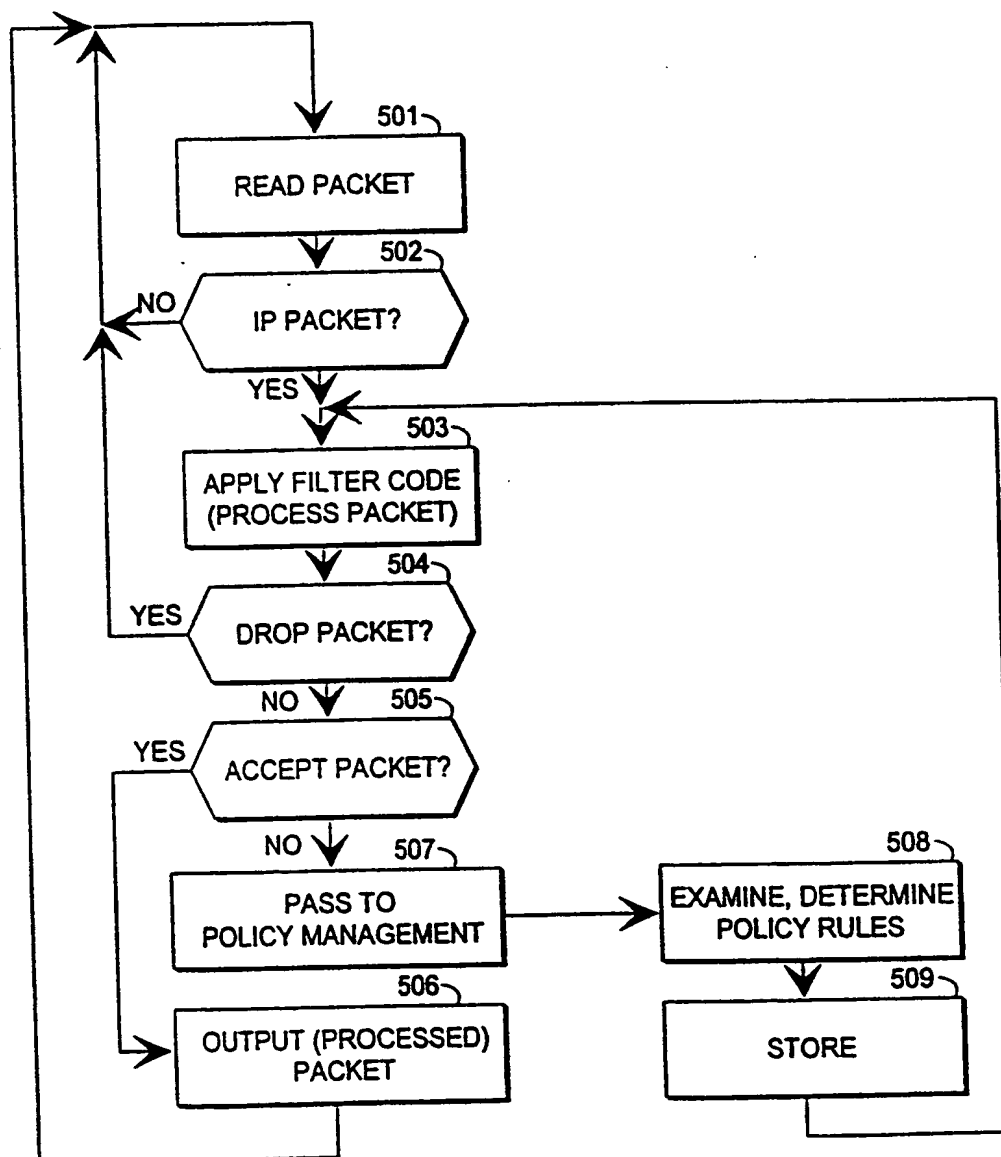 501
READ PACKET
502
NO
IP PACKET?
YES
503
APPLY FILTER CODE
(PROCESS PACKET)
504
YES
DROP PACKET?
NO
505
YES
ACCEPT PACKET?
NO
507
PASS TO
POLICY MANAGEMENT
508
EXAMINE, DETERMINE
POLICY RULES
506
OUTPUT (PROCESSED)
PACKET
509
STORE